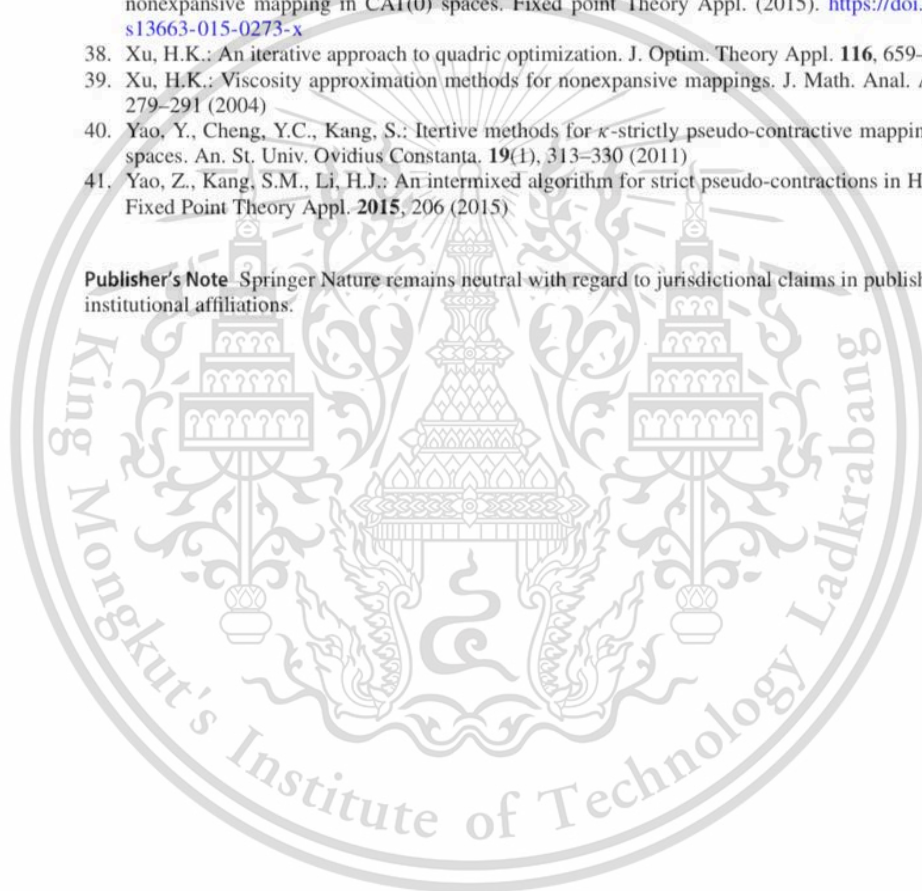 nonexpansive mapping in CAT(0) spaces. Fixed point Theory Appl. (2015). https://doi.
s13663-015-0273-x
38. Xu, H.K.: An iterative approach to quadric optimization. J. Optim. Theory Appl. 116, 659–
39. Xu, H.K.: Viscosity approximation methods for nonexpansive mappings. J. Math. Anal.
279–291 (2004)
40. Yao, Y., Cheng, Y.C., Kang, S.: Itertive methods for κ-strictly pseudo-contractive mappin
spaces. An. St. Univ. Ovidius Constanta. 19(1), 313–330 (2011)
41. Yao, Z., Kang, S.M., Li, H.J.: An intermixed algorithm for strict pseudo-contractions in H
Fixed Point Theory Appl. 2015, 206 (2015)
Publisher's Note Springer Nature remains neutral with regard to jurisdictional claims in publish
institutional affiliations.
King Mongkut's Institute of Technology Ladkrabang